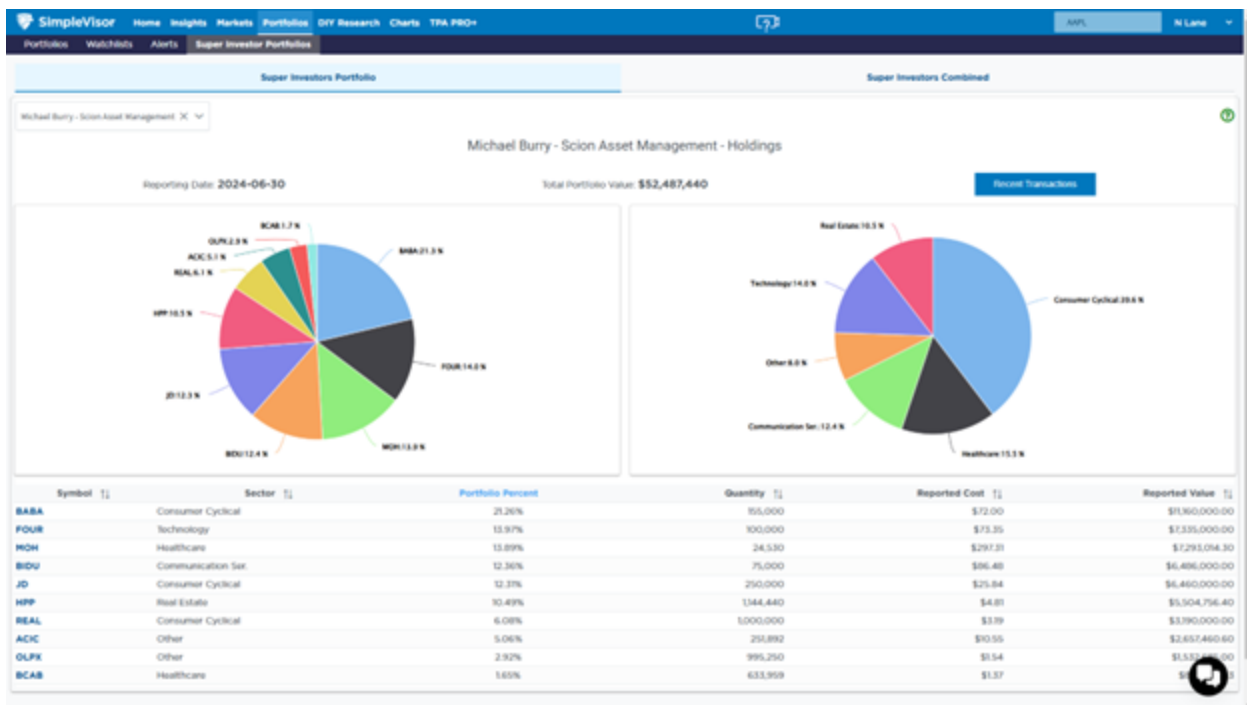 SimpleVisor Home Insights Markets Portfolios DIY Research Charts TPA PRO+ AAPL N Lane
Portfolios Watchlists Alerts Super Investor Portfolios
Super Investors Portfolio Super Investors Combined
Michael Burry - Scion Asset Management
Michael Burry - Scion Asset Management - Holdings
Reporting Date: 2024-06-30 Total Portfolio Value: $52,487,440 Recent Transactions
BCAB:1.7 %
OLPX:2.9 %
ACIC:5.1 %
REAL:6.1 %
HPP:10.5 %
JD:12.3 %
BIDU:12.4 %
MOH:13.9 %
FOUR:14.0 %
BABA:21.3 %
Real Estate:10.5 %
Technology:14.0 %
Other:8.0 %
Communication Ser.:12.4 %
Healthcare:15.5 %
Consumer Cyclical:39.6 %
Symbol Sector Portfolio Percent Quantity Reported Cost Reported Value
BABA Consumer Cyclical 21.26% 155,000 $72.00 $11,160,000.00
FOUR Technology 13.97% 100,000 $73.35 $7,335,000.00
MOH Healthcare 13.89% 24,530 $297.31 $7,293,014.30
BIDU Communication Ser. 12.36% 75,000 $86.48 $6,486,000.00
JD Consumer Cyclical 12.31% 250,000 $25.84 $6,460,000.00
HPP Real Estate 10.49% 1,144,440 $4.81 $5,504,756.40
REAL Consumer Cyclical 6.08% 1,000,000 $3.19 $3,190,000.00
ACIC Other 5.06% 251,892 $10.55 $2,657,460.60
OLPX Other 2.92% 995,250 $1.54
BCAB Healthcare 1.65% 633,959 $1.37